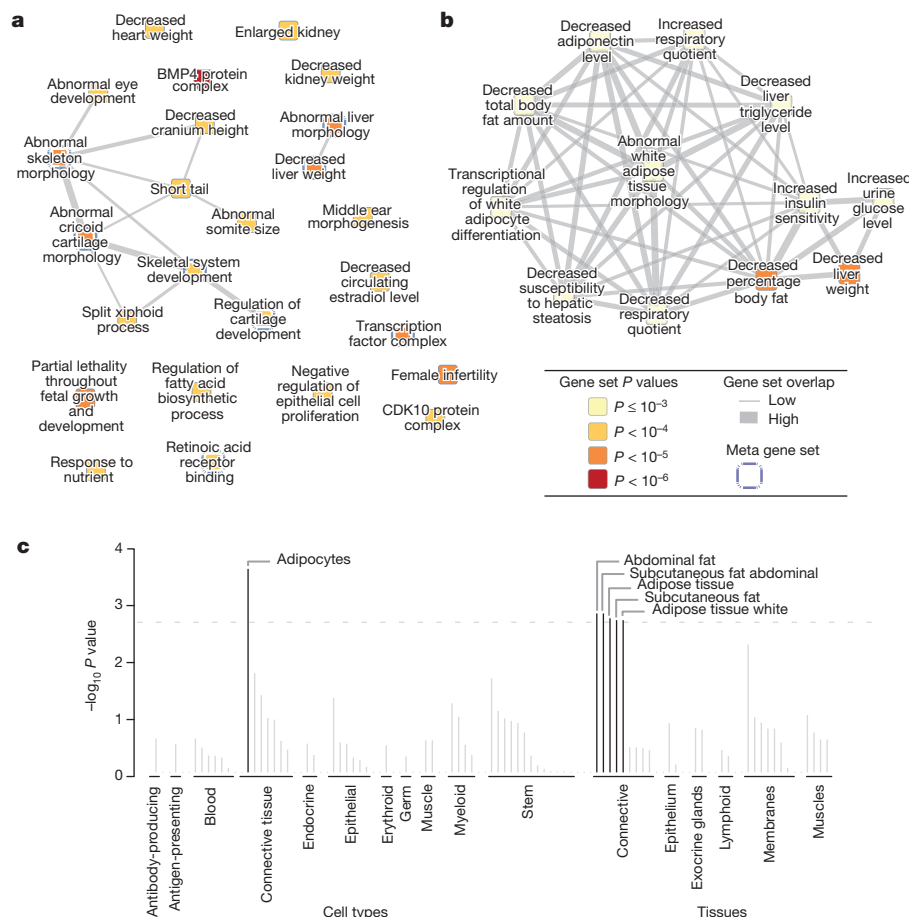 a
Decreased
heart weight
Enlarged kidney
Abnormal eye
development
BMP4 protein
complex
Decreased
kidney weight
Decreased
cranium height
Abnormal liver
morphology
Abnormal
skeleton
morphology
Decreased
liver weight
Short tail
Abnormal
cricoid
cartilage
morphology
Abnormal
somite size
Middle ear
morphogenesis
Skeletal system
development
Decreased
circulating
estradiol level
Split xiphoid
process
Regulation of
cartilage
development
Transcription
factor complex
Partial lethality
throughout
fetal growth
and
development
Regulation of
fatty acid
biosynthetic
process
Negative
regulation of
epithelial cell
proliferation
Female infertility
CDK10 protein
complex
Response to
nutrient
Retinoic acid
receptor
binding
b
Decreased
adiponectin
level
Increased
respiratory
quotient
Decreased
total body
fat amount
Decreased
liver
triglyceride
level
Abnormal
white
adipose
tissue
morphology
Transcriptional
regulation
of white
adipocyte
differentiation
Increased
insulin
sensitivity
Increased
urine
glucose
level
Decreased
susceptibility
to hepatic
steatosis
Decreased
respiratory
quotient
Decreased
percentage
body fat
Decreased
liver
weight
Gene set P values
P ≤ 10⁻³
P < 10⁻⁴
P < 10⁻⁵
P < 10⁻⁶
Gene set overlap
Low
High
Meta gene set
c
–log₁₀ P value
4
3
2
1
0
Adipocytes
Abdominal fat
Subcutaneous fat abdominal
Adipose tissue
Subcutaneous fat
Adipose tissue white
Antibody-producing
Antigen-presenting
Blood
Connective tissue
Endocrine
Epithelial
Erythroid
Germ
Muscle
Myeloid
Stem
Connective
Epithelium
Exocrine glands
Lymphoid
Membranes
Muscles
Cell types
Tissues